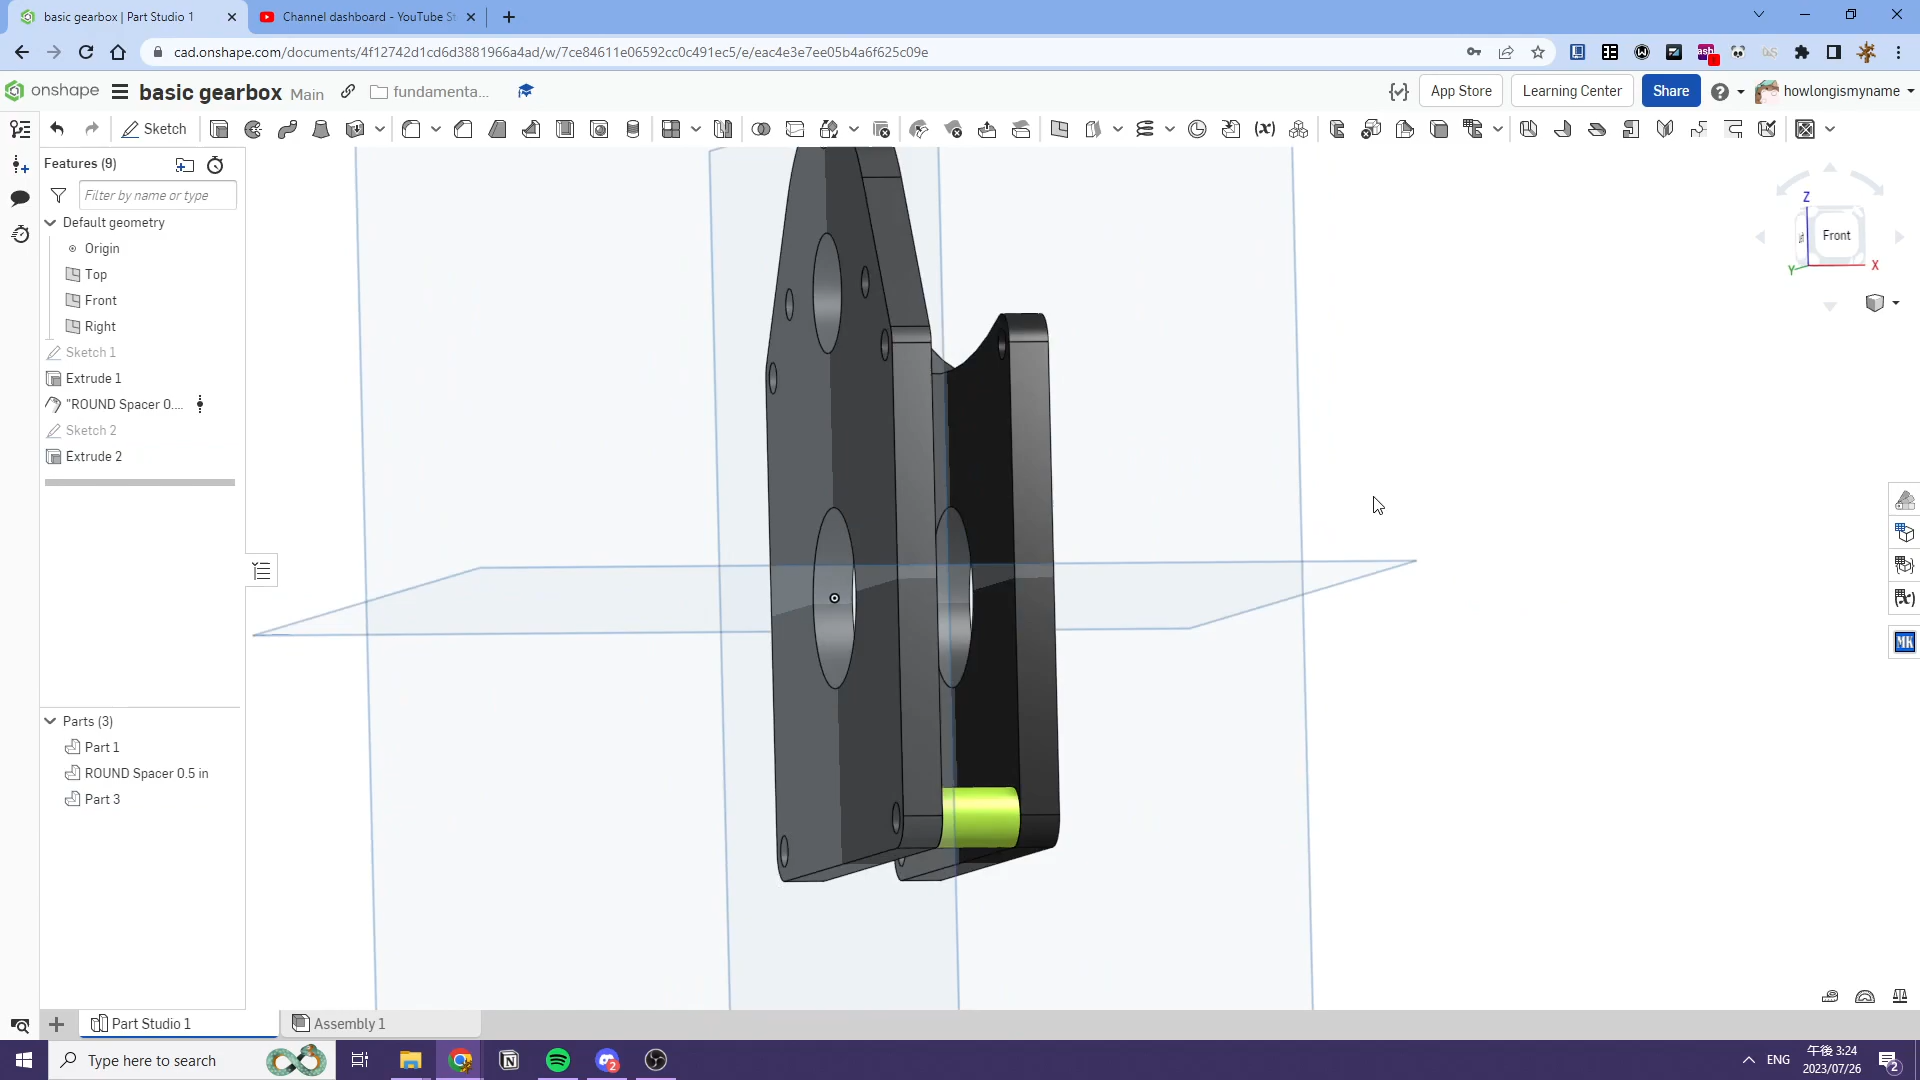 basic gearbox | Part Studio 1
Channel dashboard - YouTube St
cad.onshape.com/documents/4f12742d1cd6d3881966a4ad/w/7ce84611e06592cc0c491ec5/e/eac4e3e7ee05b4a6f625c09e
onshape
basic gearbox Main
fundamenta...
App Store
Learning Center
Share
howlongismyname
Sketch
(x)
Features (9)
Filter by name or type
Default geometry
Origin
Top
Front
Right
Sketch 1
Extrude 1
"ROUND Spacer 0....
Sketch 2
Extrude 2
Parts (3)
Part 1
ROUND Spacer 0.5 in
Part 3
Z
Front
X
Y
(x)
MK
Part Studio 1
Assembly 1
Type here to search
2
ENG
午後 3:24
2023/07/26
2